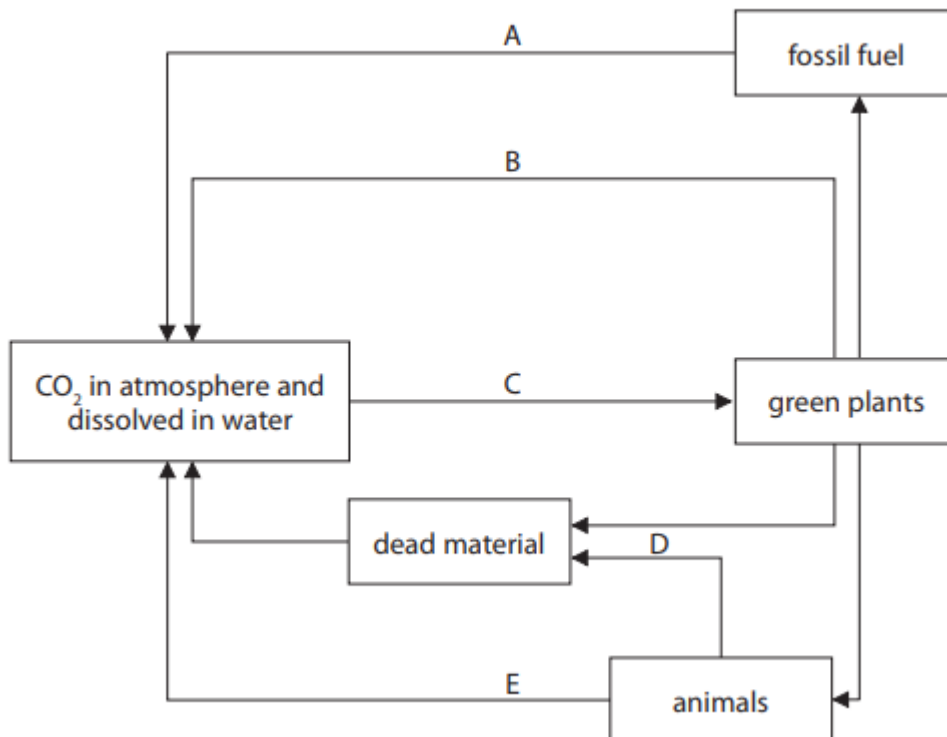 A
fossil fuel
B
CO₂ in atmosphere and
dissolved in water
C
green plants
dead material
D
E
animals